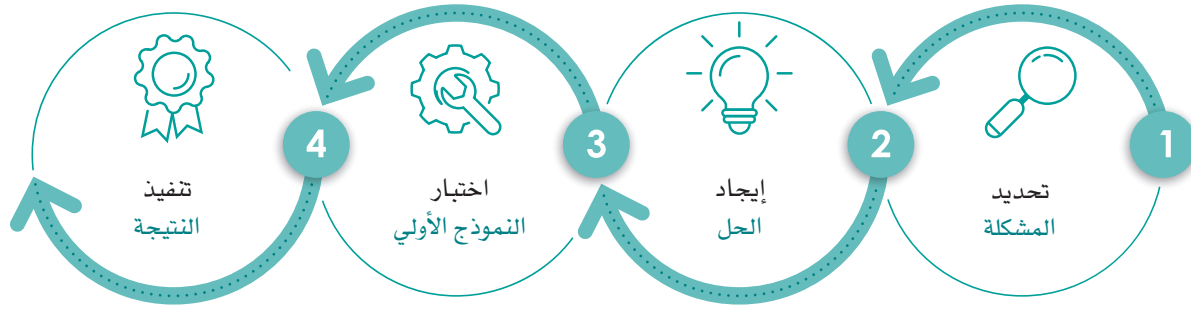 1
تحديد
المشكلة
2
إيجاد
الحل
3
اختبار
النموذج الأولي
4
تنفيذ
النتيجة